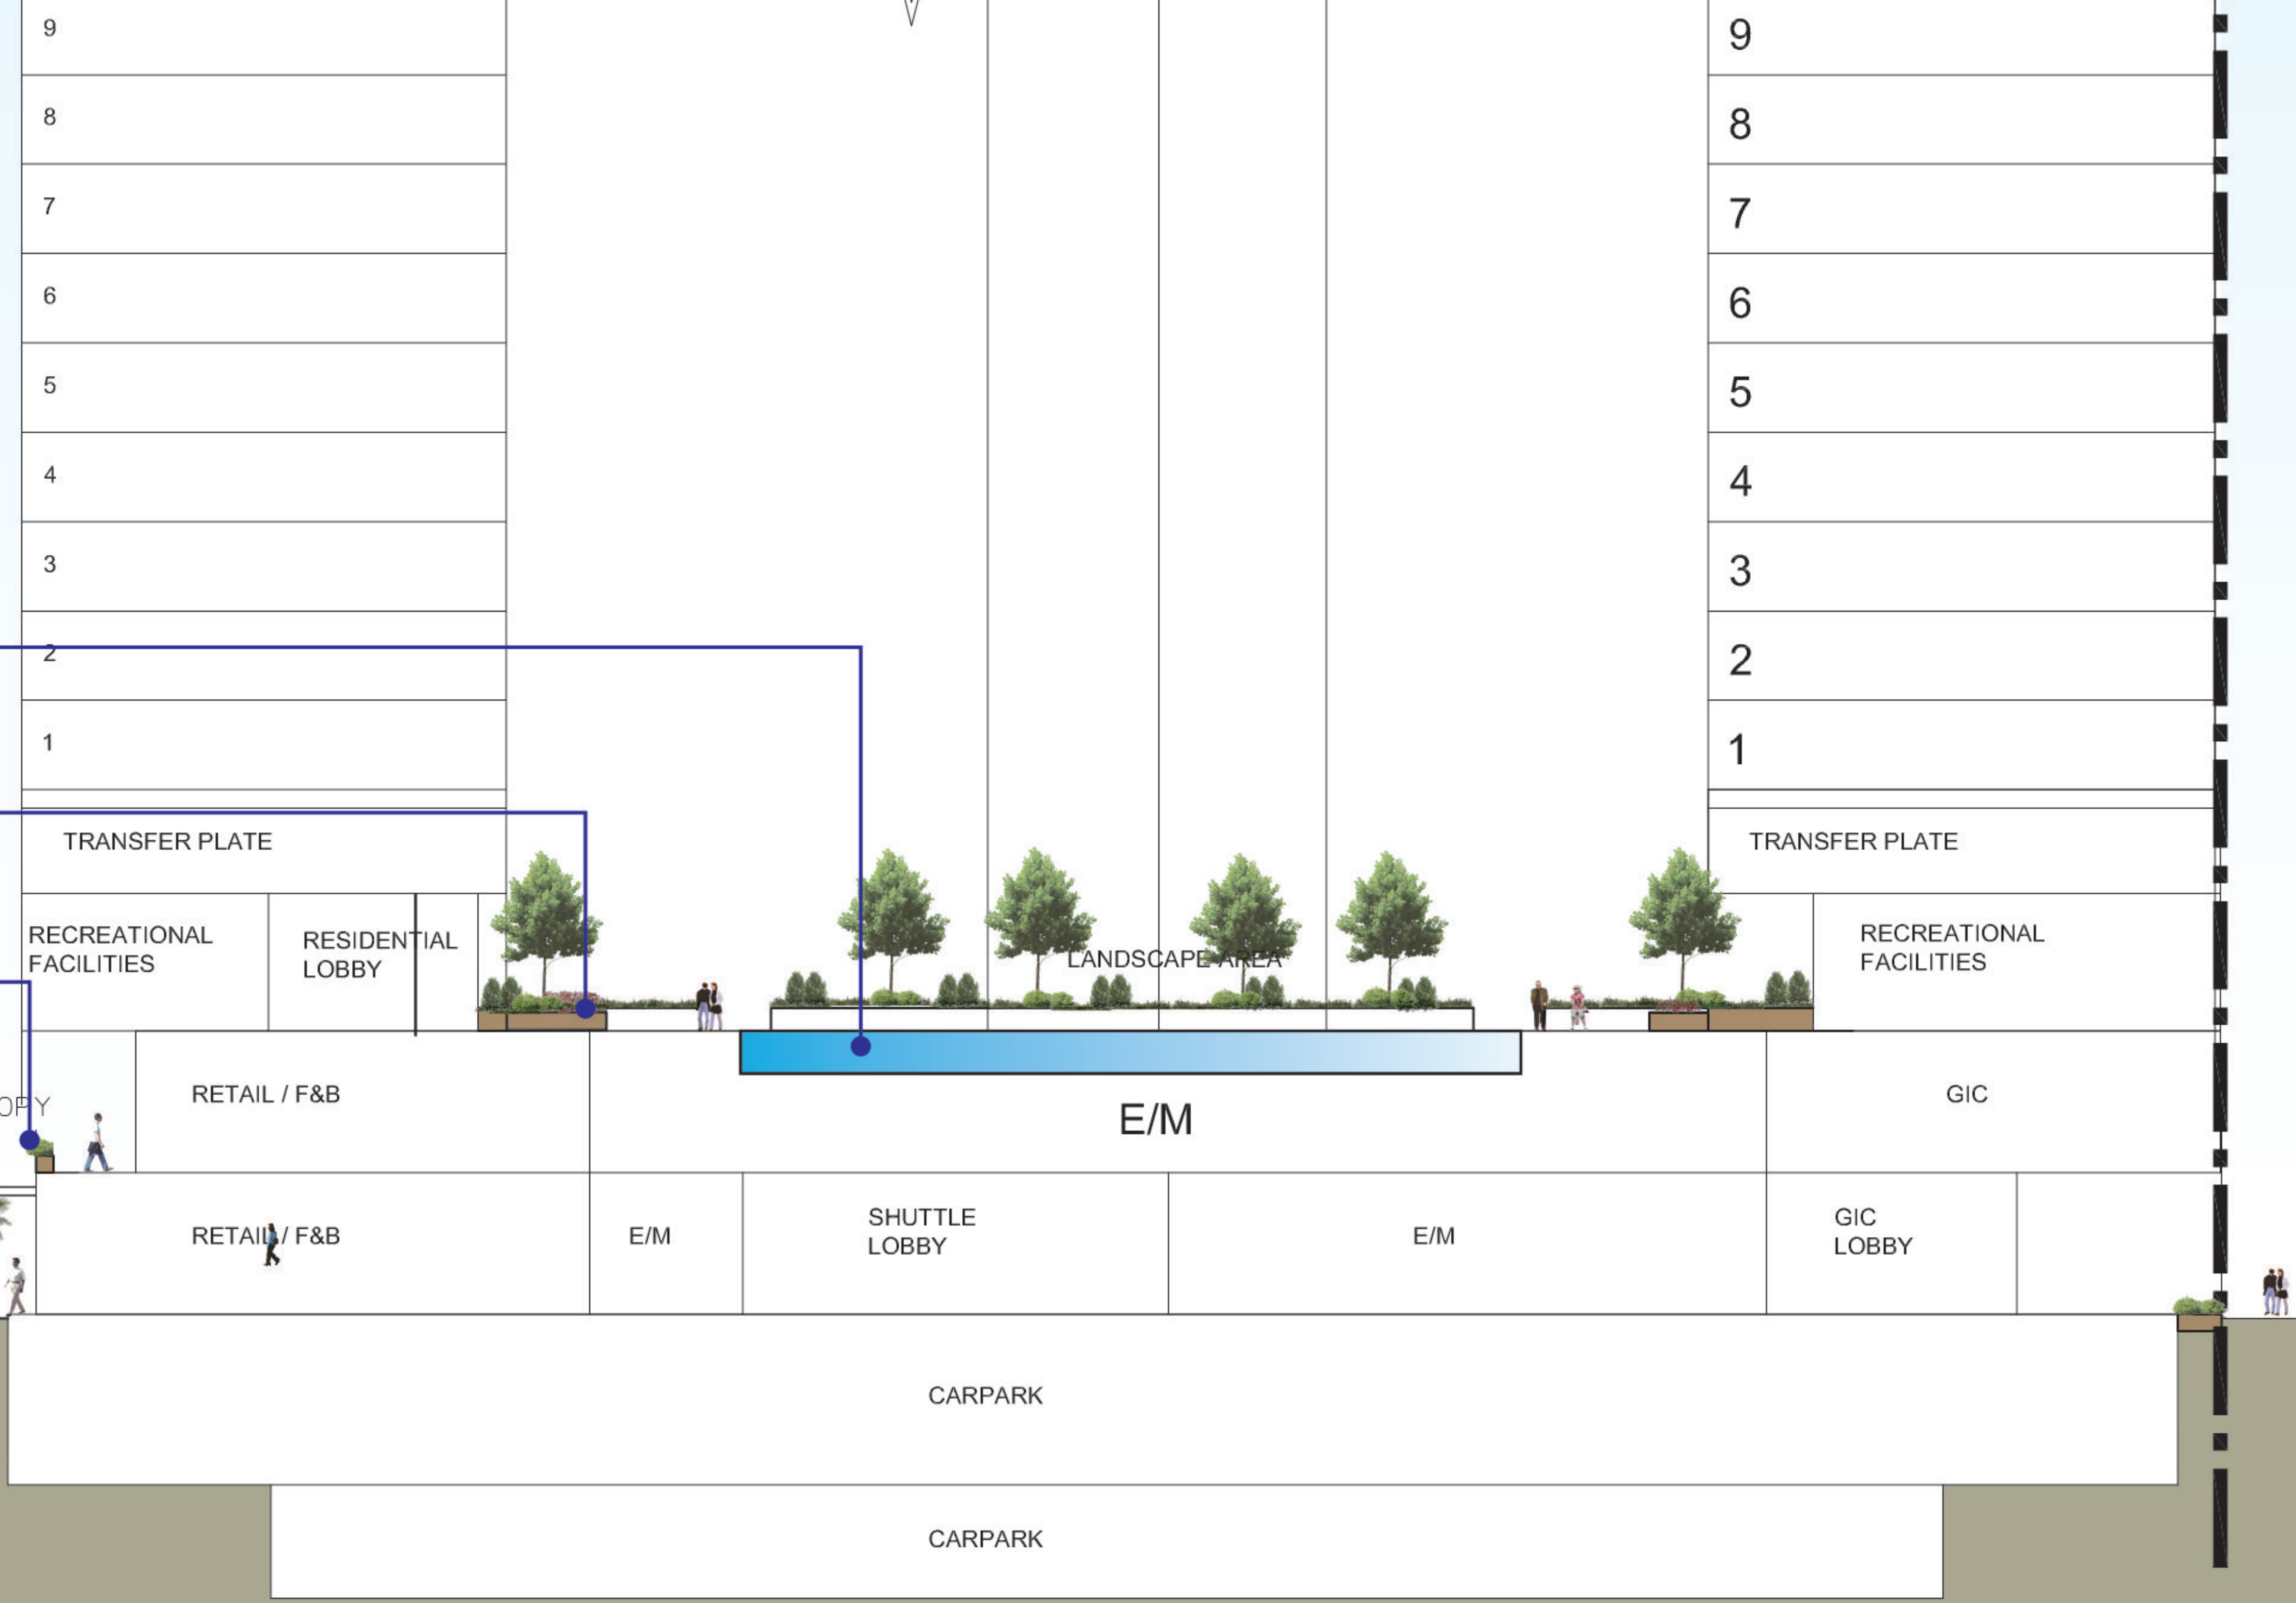 9
9
8
8
7
7
6
6
5
5
4
4
3
3
2
2
1
1
TRANSFER PLATE
TRANSFER PLATE
RECREATIONAL
FACILITIES
RESIDENTIAL
LOBBY
LANDSCAPE AREA
RECREATIONAL
FACILITIES
OPY
RETAIL / F&B
E/M
GIC
RETAIL / F&B
E/M
SHUTTLE
LOBBY
E/M
GIC
LOBBY
CARPARK
CARPARK